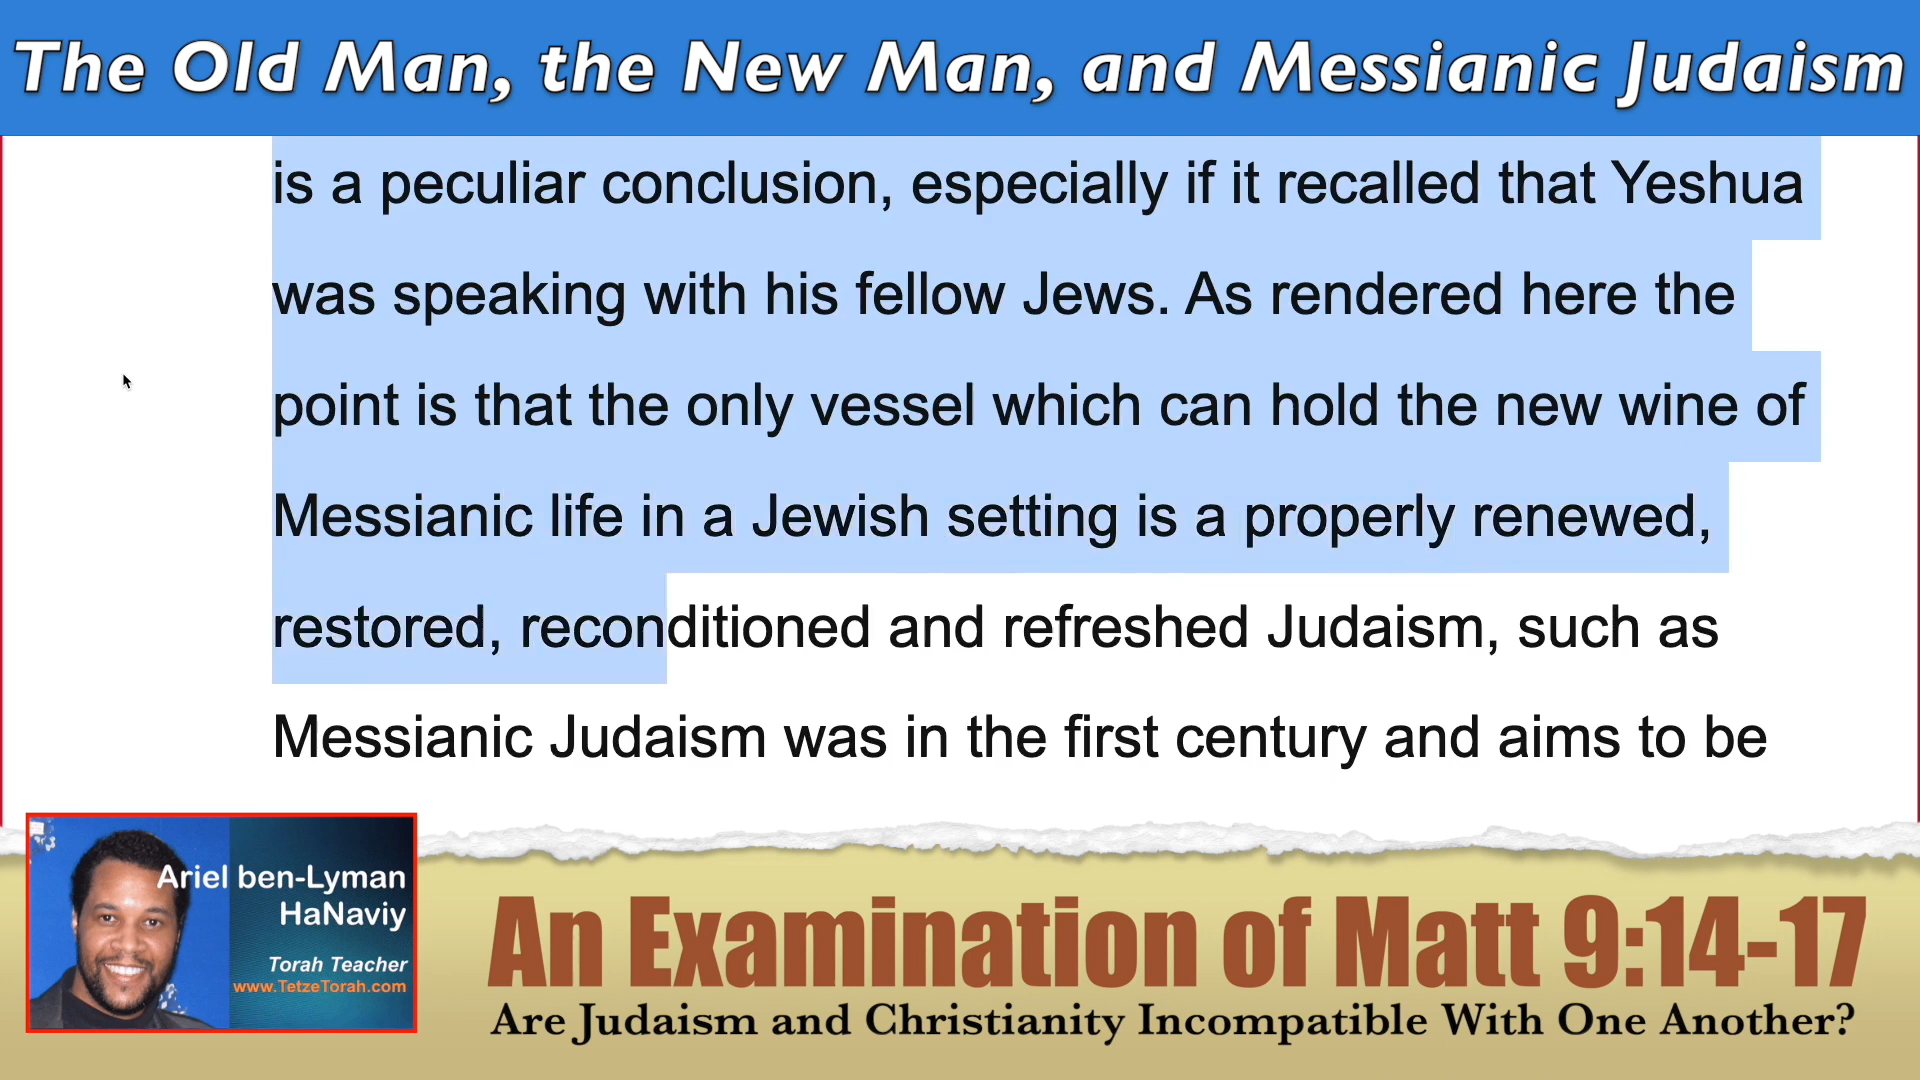 The Old Man, the New Man, and Messianic Judaism
is a peculiar conclusion, especially if it recalled that Yeshua
was speaking with his fellow Jews. As rendered here the
point is that the only vessel which can hold the new wine of
Messianic life in a Jewish setting is a properly renewed,
restored, reconditioned and refreshed Judaism, such as
Messianic Judaism was in the first century and aims to be
Ariel ben-Lyman
HaNaviy
Torah Teacher
www.TetzeTorah.com
An Examination of Matt 9:14-17
Are Judaism and Christianity Incompatible With One Another?